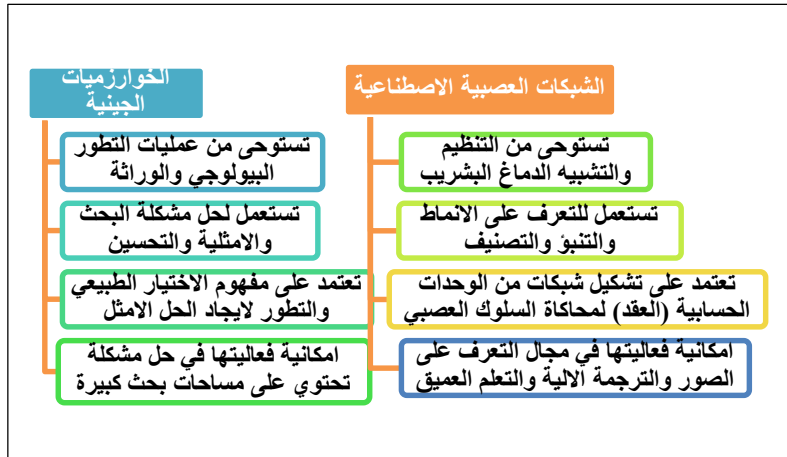 الشبكات العصبية الاصطناعية
تستوحى من التنظيم
والتشبيه الدماغ البشريب
تستعمل للتعرف على الانماط
والتنبؤ والتصنيف
تعتمد على تشكيل شبكات من الوحدات
الحسابية (العقد) لمحاكاة السلوك العصبي
امكانية فعاليتها في مجال التعرف على
الصور والترجمة الالية والتعلم العميق
الخوارزميات
الجينية
تستوحى من عمليات التطور
البيولوجي والوراثة
تستعمل لحل مشكلة البحث
والامثلية والتحسين
تعتمد على مفهوم الاختيار الطبيعي
والتطور لايجاد الحل الامثل
امكانية فعاليتها في حل مشكلة
تحتوي على مساحات بحث كبيرة